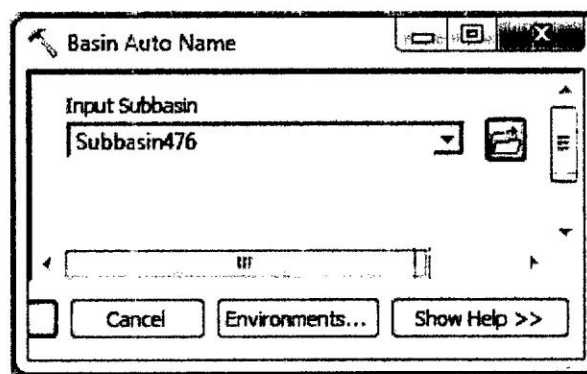 Basin Auto Name
Input Subbasin
Subbasin476
Cancel Environments... Show Help >>